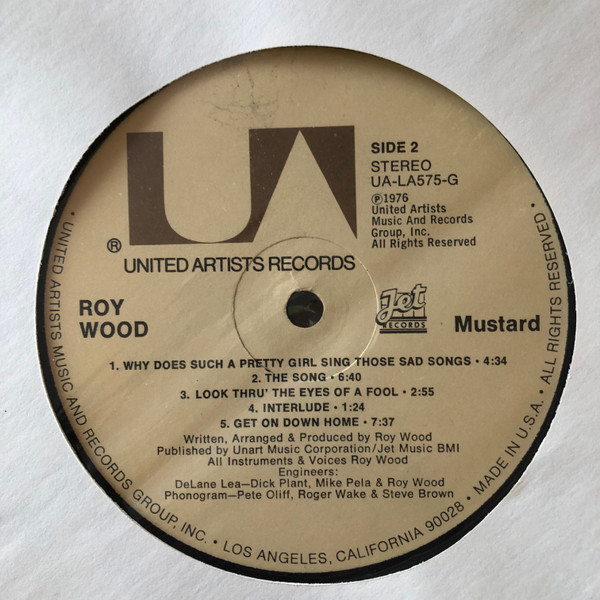 UA
®
UNITED ARTISTS RECORDS
SIDE 2
STEREO
UA-LA575-G
℗1976
United Artists
Music And Records
Group, Inc.
All Rights Reserved
ROY
WOOD
Jet
RECORDS
Mustard
1. WHY DOES SUCH A PRETTY GIRL SING THOSE SAD SONGS • 4:34
2. THE SONG • 6:40
3. LOOK THRU' THE EYES OF A FOOL • 2:55
4. INTERLUDE • 1:24
5. GET ON DOWN HOME • 7:37
Written, Arranged & Produced by Roy Wood
Published by Unart Music Corporation/Jet Music BMI
All Instruments & Voices Roy Wood
Engineers:
DeLane Lea—Dick Plant, Mike Pela & Roy Wood
Phonogram—Pete Oliff, Roger Wake & Steve Brown
• UNITED ARTISTS MUSIC AND RECORDS GROUP, INC. • LOS ANGELES, CALIFORNIA 90028 • MADE IN U.S.A. • ALL RIGHTS RESERVED •